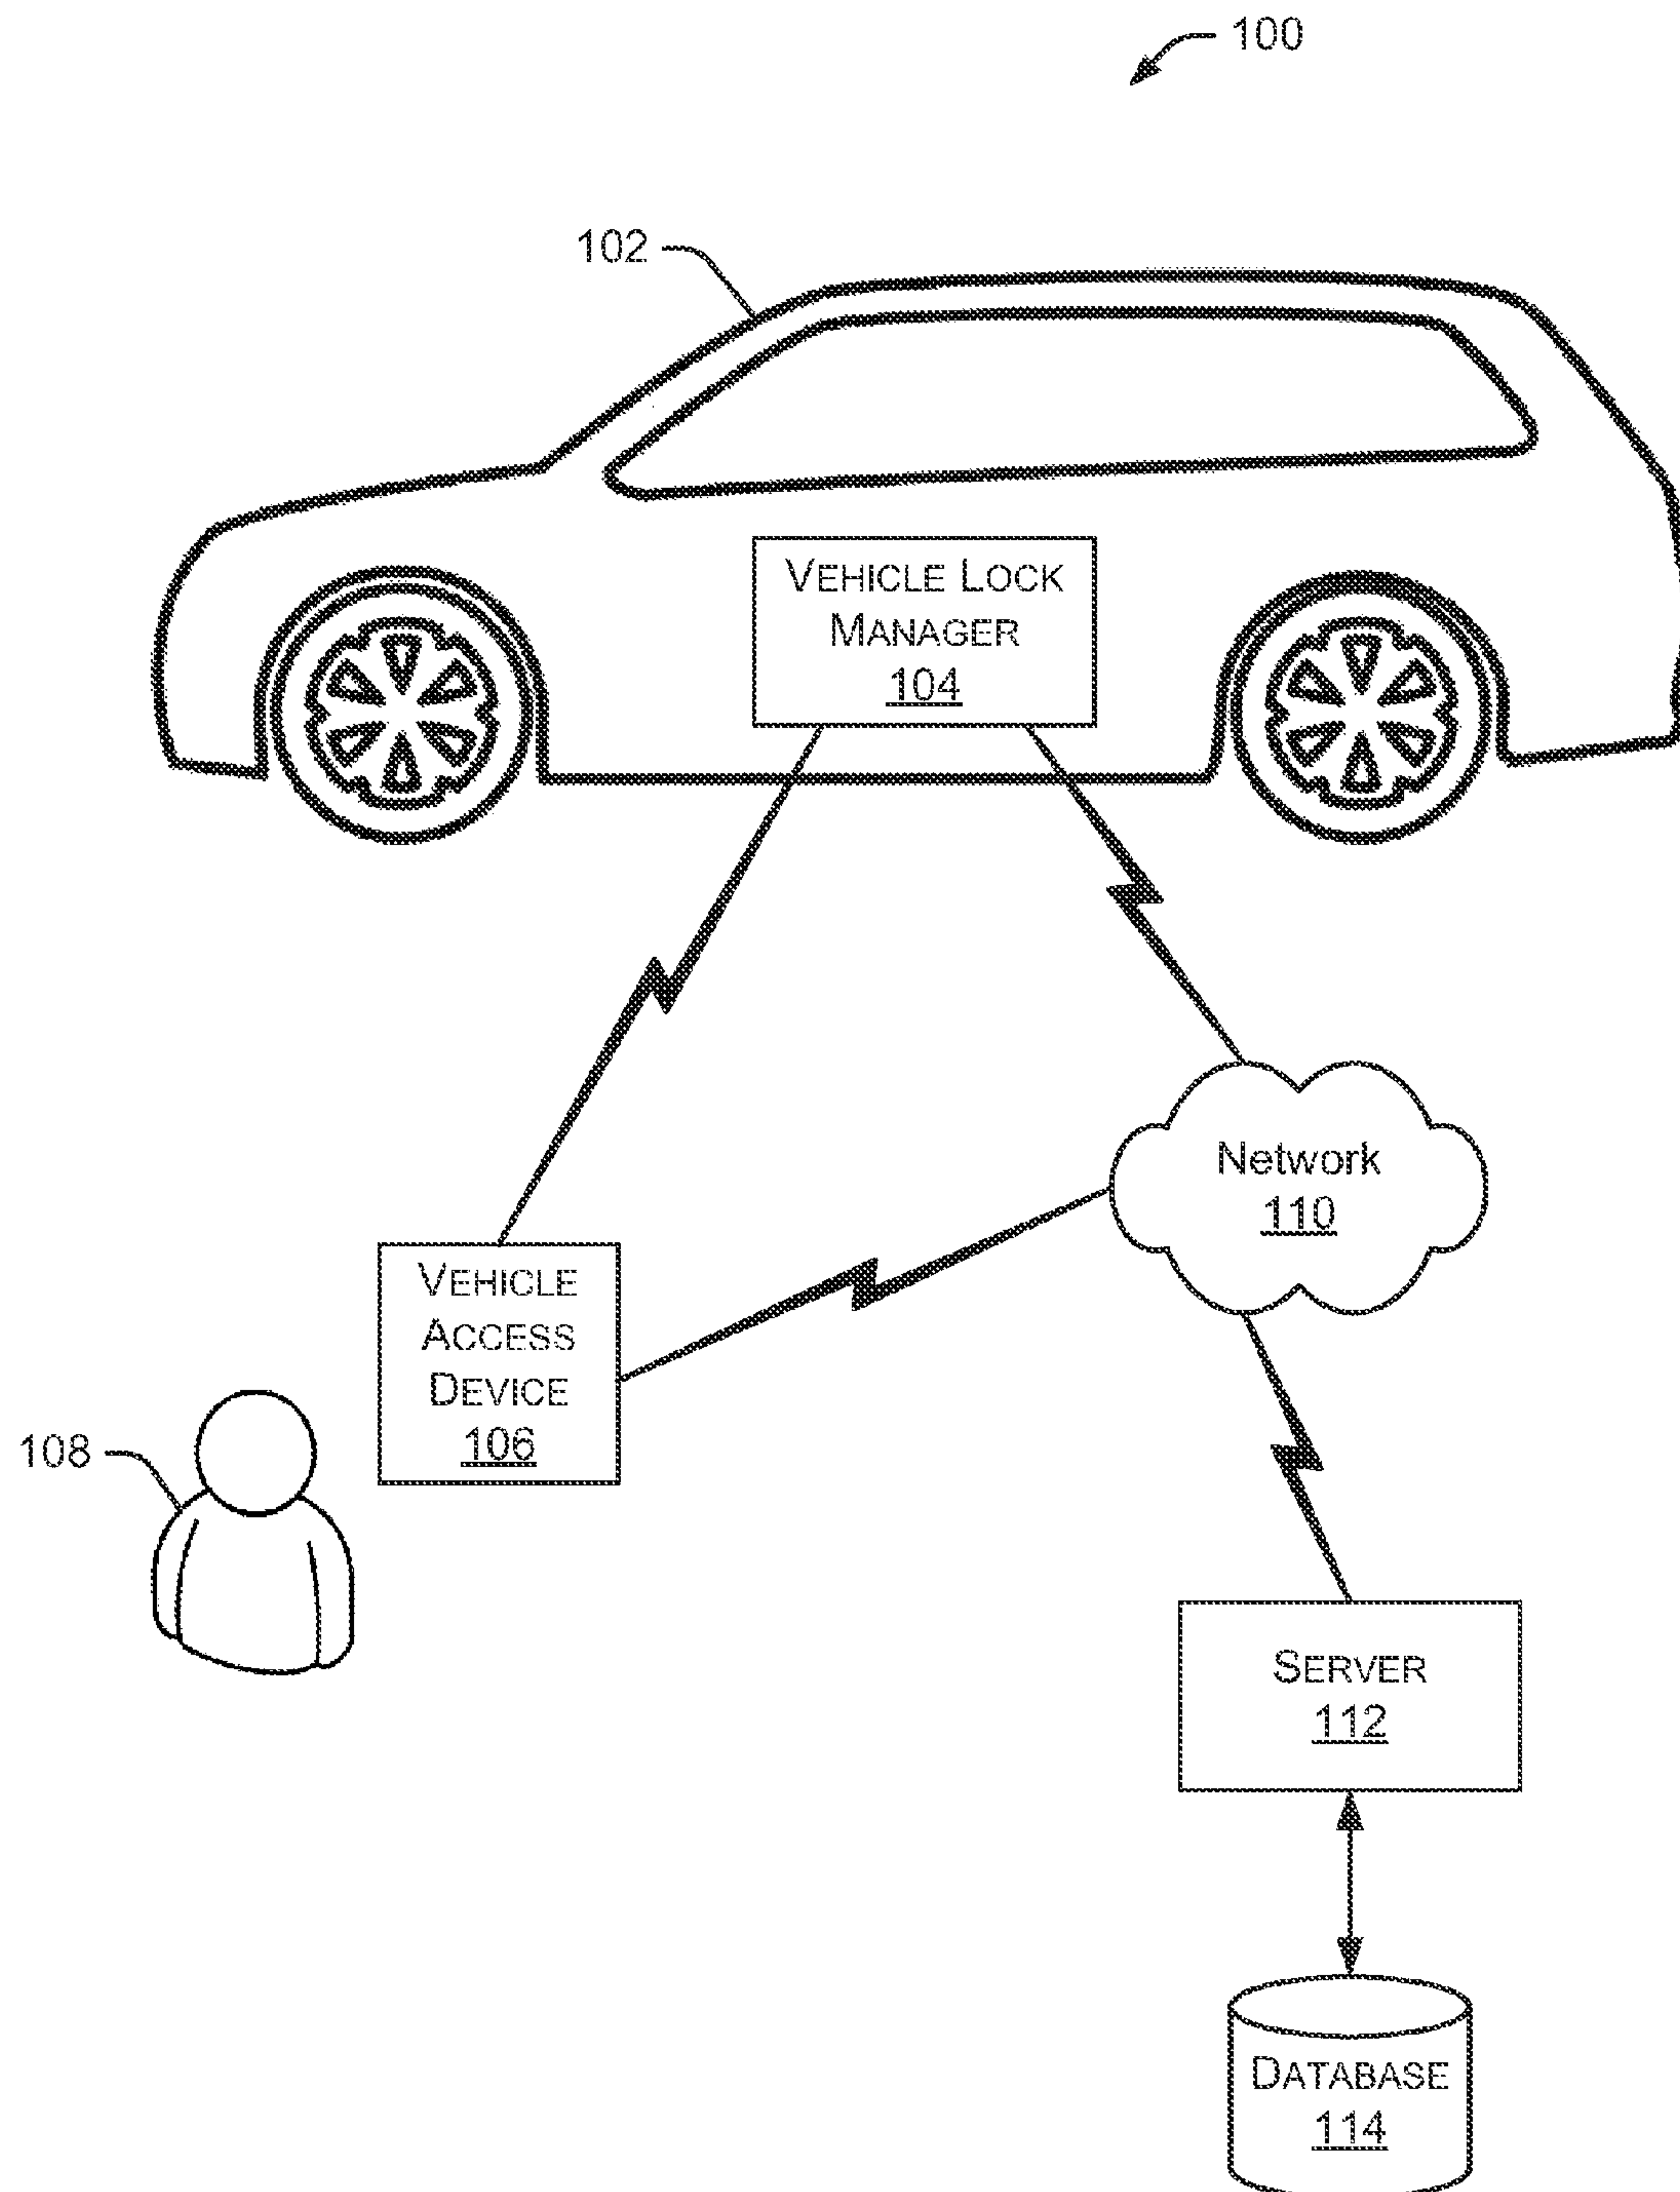 100
102
VEHICLE LOCK
MANAGER
104
Network
110
VEHICLE
ACCESS
DEVICE
106
108
SERVER
112
DATABASE
114